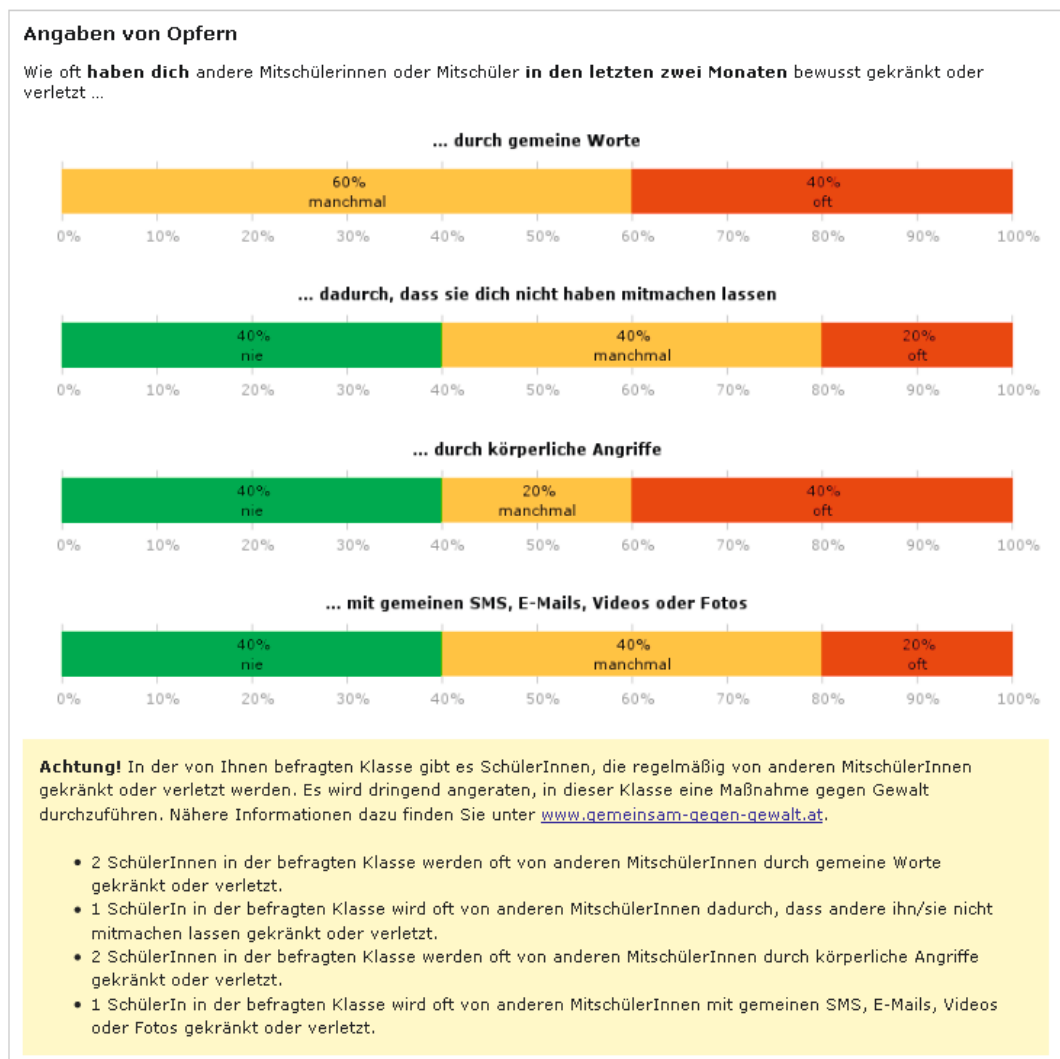 Angaben von Opfern
Wie oft haben dich andere Mitschülerinnen oder Mitschüler in den letzten zwei Monaten bewusst gekränkt oder
verletzt ...
... durch gemeine Worte
60% 40%
manchmal oft
0% 10% 20% 30% 40% 50% 60% 70% 80% 90% 100%
... dadurch, dass sie dich nicht haben mitmachen lassen
40% 40% 20%
nie manchmal oft
0% 10% 20% 30% 40% 50% 60% 70% 80% 90% 100%
... durch körperliche Angriffe
40% 20% 40%
nie manchmal oft
0% 10% 20% 30% 40% 50% 60% 70% 80% 90% 100%
... mit gemeinen SMS, E-Mails, Videos oder Fotos
40% 40% 20%
nie manchmal oft
0% 10% 20% 30% 40% 50% 60% 70% 80% 90% 100%
Achtung! In der von Ihnen befragten Klasse gibt es SchülerInnen, die regelmäßig von anderen MitschülerInnen
gekränkt oder verletzt werden. Es wird dringend angeraten, in dieser Klasse eine Maßnahme gegen Gewalt
durchzuführen. Nähere Informationen dazu finden Sie unter www.gemeinsam-gegen-gewalt.at.
• 2 SchülerInnen in der befragten Klasse werden oft von anderen MitschülerInnen durch gemeine Worte
gekränkt oder verletzt.
• 1 SchülerIn in der befragten Klasse wird oft von anderen MitschülerInnen dadurch, dass andere ihn/sie nicht
mitmachen lassen gekränkt oder verletzt.
• 2 SchülerInnen in der befragten Klasse werden oft von anderen MitschülerInnen durch körperliche Angriffe
gekränkt oder verletzt.
• 1 SchülerIn in der befragten Klasse wird oft von anderen MitschülerInnen mit gemeinen SMS, E-Mails, Videos
oder Fotos gekränkt oder verletzt.